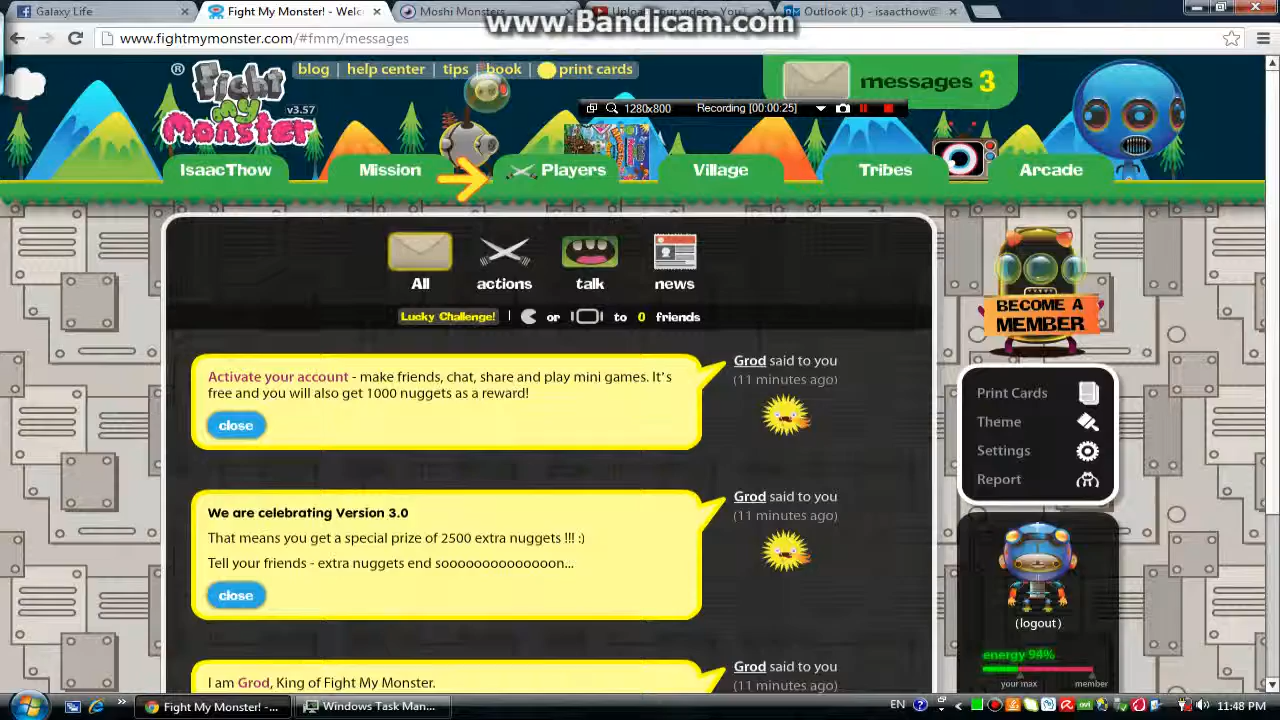 www.Bandicam.com
Galaxy Life
Fight My Monster! - Welc
Moshi Monsters
Upload your video - YouT
Outlook (1) - isaacthow@
www.fightmymonster.com/#fmm/messages
® Fight my Monster
v3.57
blog | help center | tips | book | print cards
messages 3
1280x800 Recording [00:00:25]
IsaacThow
Mission
Players
Village
Tribes
Arcade
All
actions
talk
news
Lucky Challenge! | or to 0 friends
BECOME A
MEMBER
Activate your account - make friends, chat, share and play mini games. It's
free and you will also get 1000 nuggets as a reward!
close
Grod said to you
(11 minutes ago)
Print Cards
Theme
Settings
Report
We are celebrating Version 3.0
That means you get a special prize of 2500 extra nuggets !!! :)
Tell your friends - extra nuggets end sooooooooooooooon...
close
Grod said to you
(11 minutes ago)
(logout)
energy 94%
your max
member
I am Grod, King of Fight My Monster.
Grod said to you
(11 minutes ago)
Fight My Monster! -...
Windows Task Man...
EN
11:48 PM